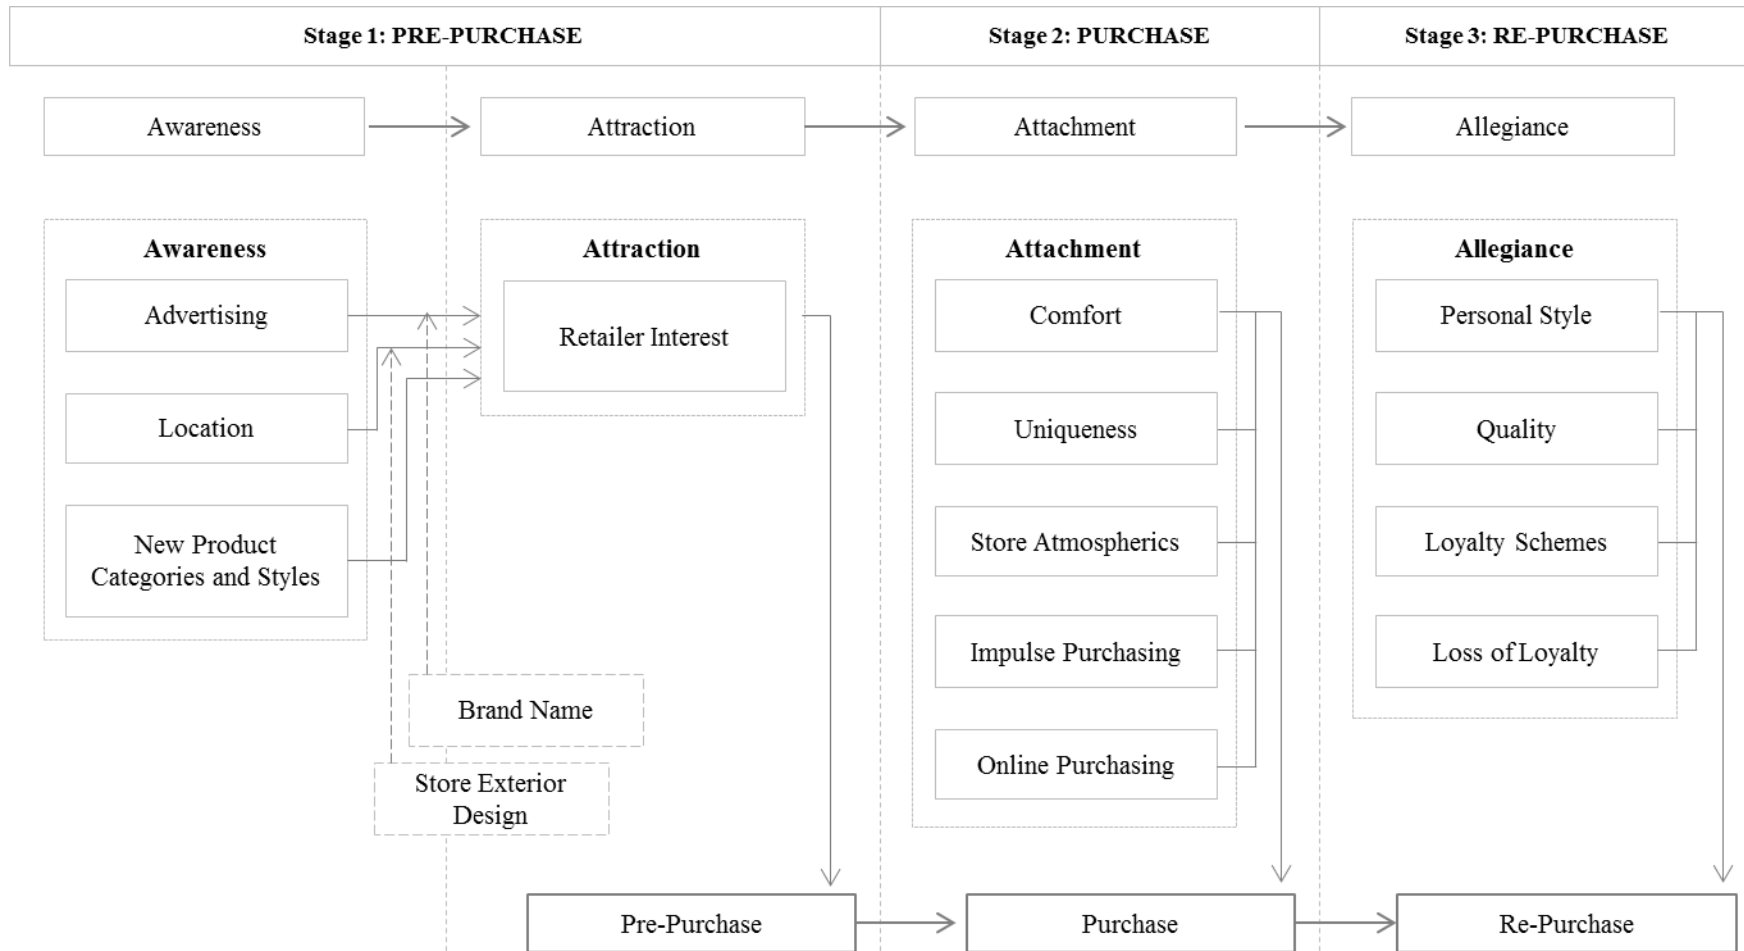 Stage 1: PRE-PURCHASE
Stage 2: PURCHASE
Stage 3: RE-PURCHASE
Awareness
Attraction
Attachment
Allegiance
Awareness
Advertising
Location
New Product
Categories and Styles
Attraction
Retailer Interest
Brand Name
Store Exterior
Design
Attachment
Comfort
Uniqueness
Store Atmospherics
Impulse Purchasing
Online Purchasing
Allegiance
Personal Style
Quality
Loyalty Schemes
Loss of Loyalty
Pre-Purchase
Purchase
Re-Purchase